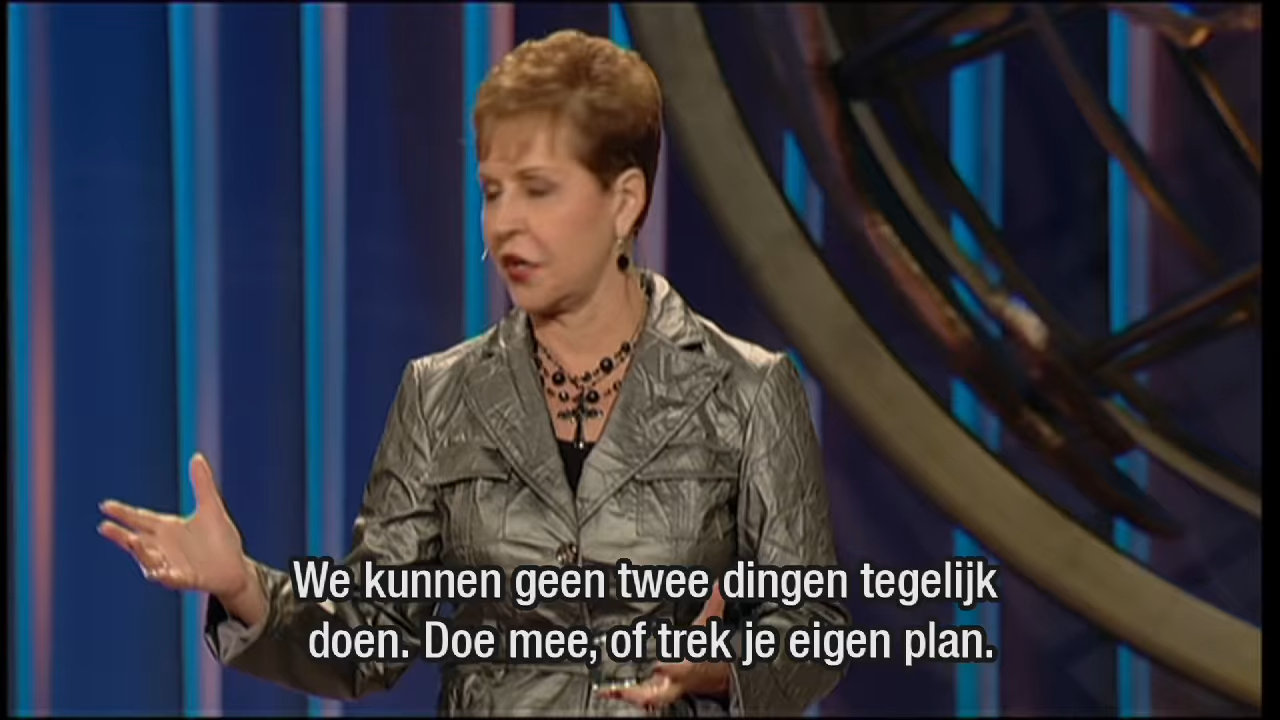 We kunnen geen twee dingen tegelijk
doen. Doe mee, of trek je eigen plan.